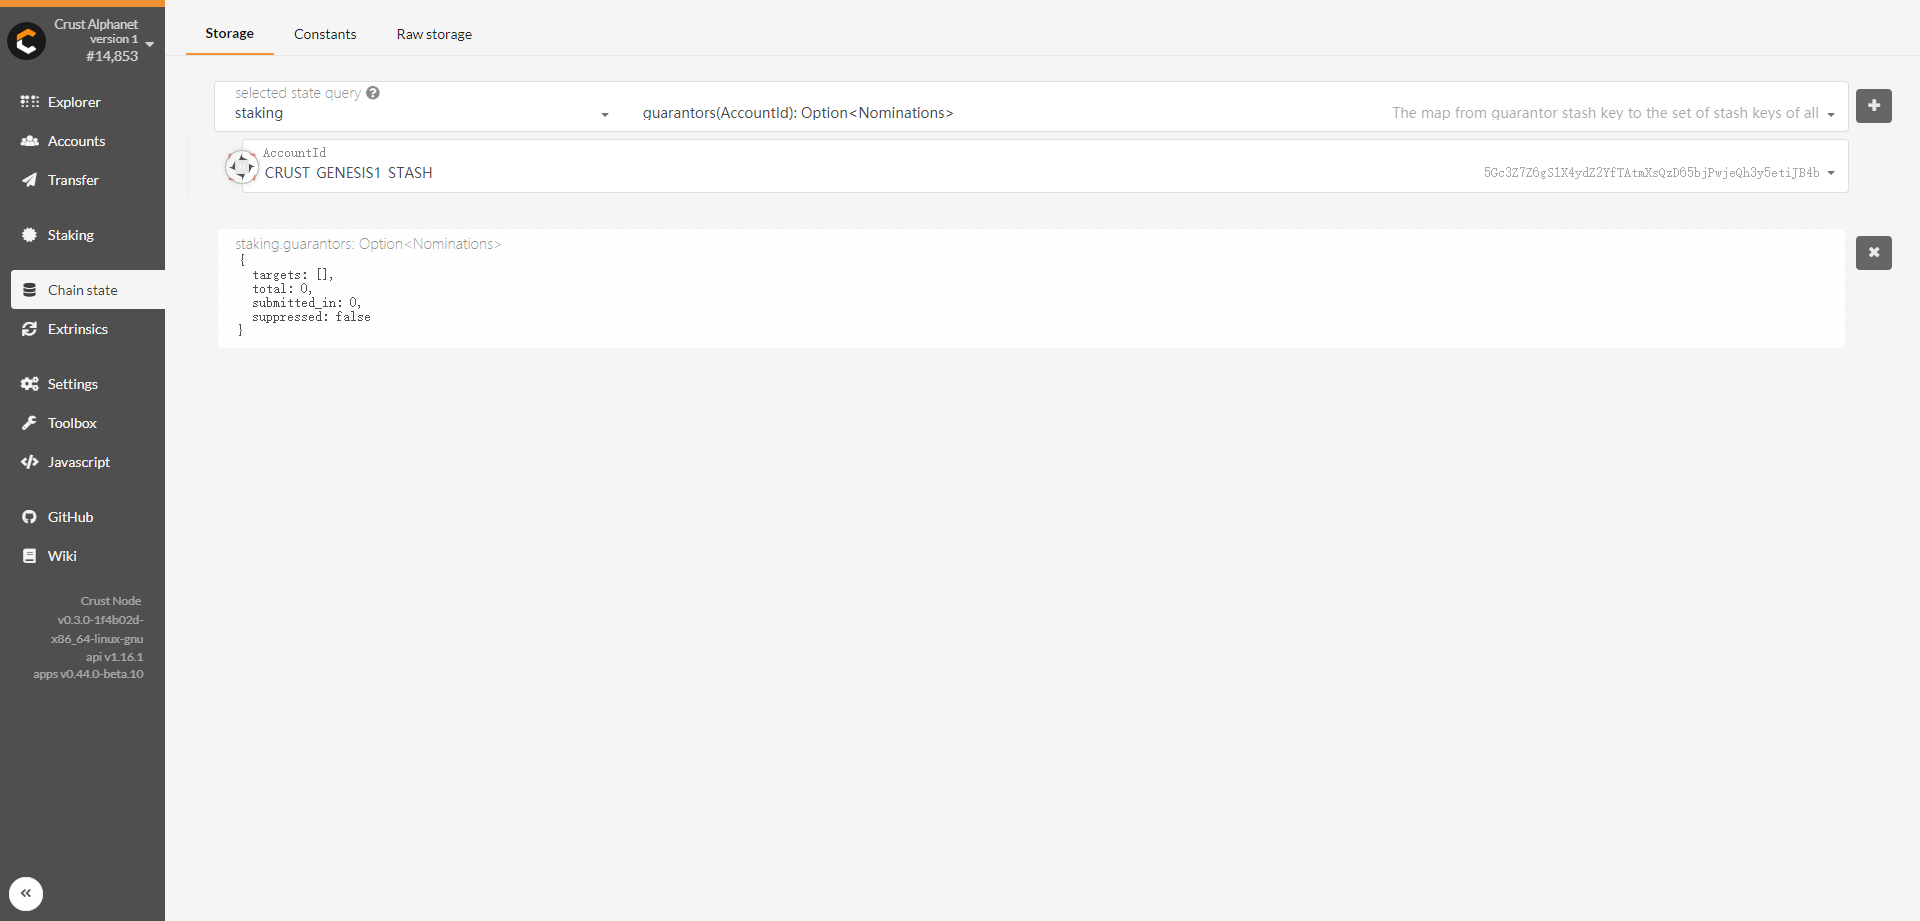 Crust Alphanet
version 1
#14,853
Explorer
Accounts
Transfer
Staking
Chain state
Extrinsics
Settings
Toolbox
Javascript
GitHub
Wiki
Crust Node
v0.3.0-1f4b02d-
x86_64-linux-gnu
api v1.16.1
apps v0.44.0-beta.10
Storage Constants Raw storage
selected state query
staking guarantors(AccountId): Option<Nominations> The map from guarantor stash key to the set of stash keys of all
AccountId
CRUST GENESIS1 STASH 5Gc3Z7Z6gS1X4ydZ2YfTAtmXsQzD65bjPwjeQh3y5etiJB4b
staking.guarantors: Option<Nominations>
{
targets: [],
total: 0,
submitted_in: 0,
suppressed: false
}